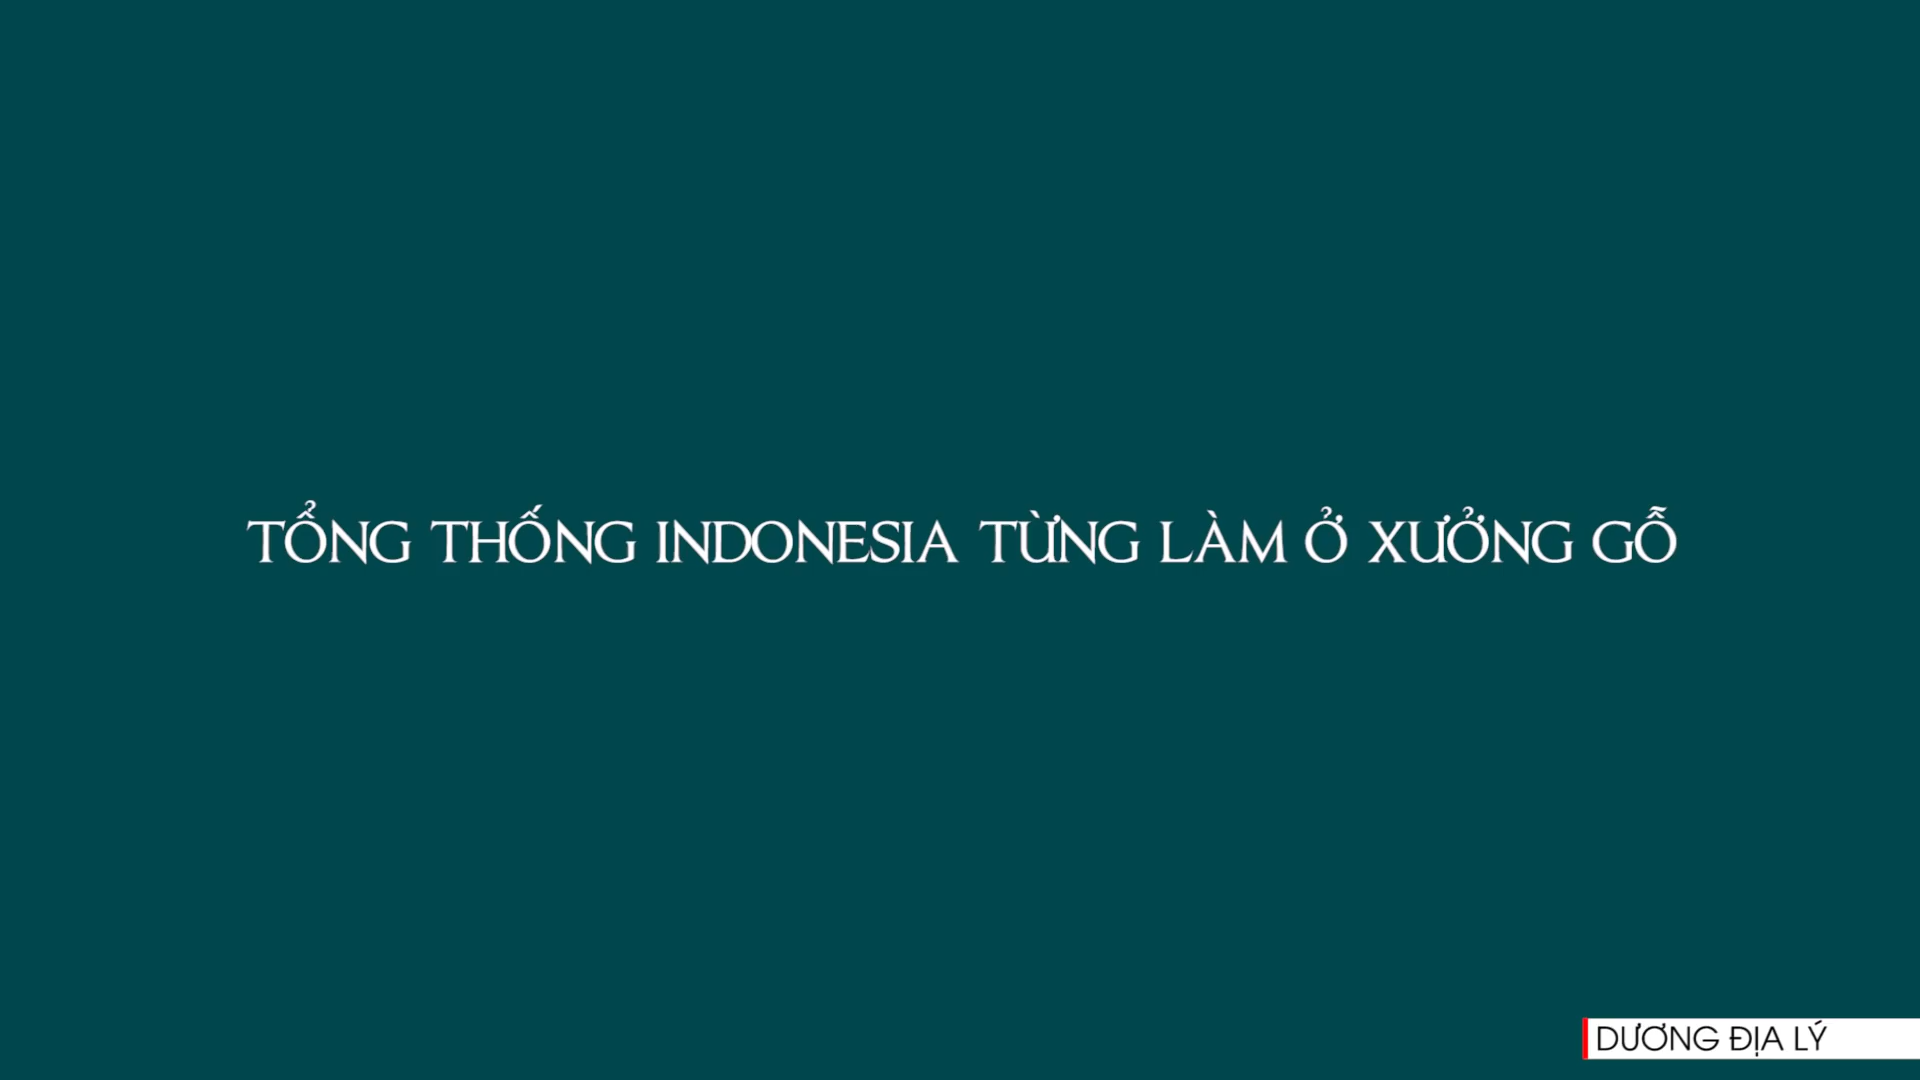 TỔNG THỐNG INDONESIA TỪNG LÀM Ở XƯỞNG GỖ
DƯƠNG ĐỊA LÝ